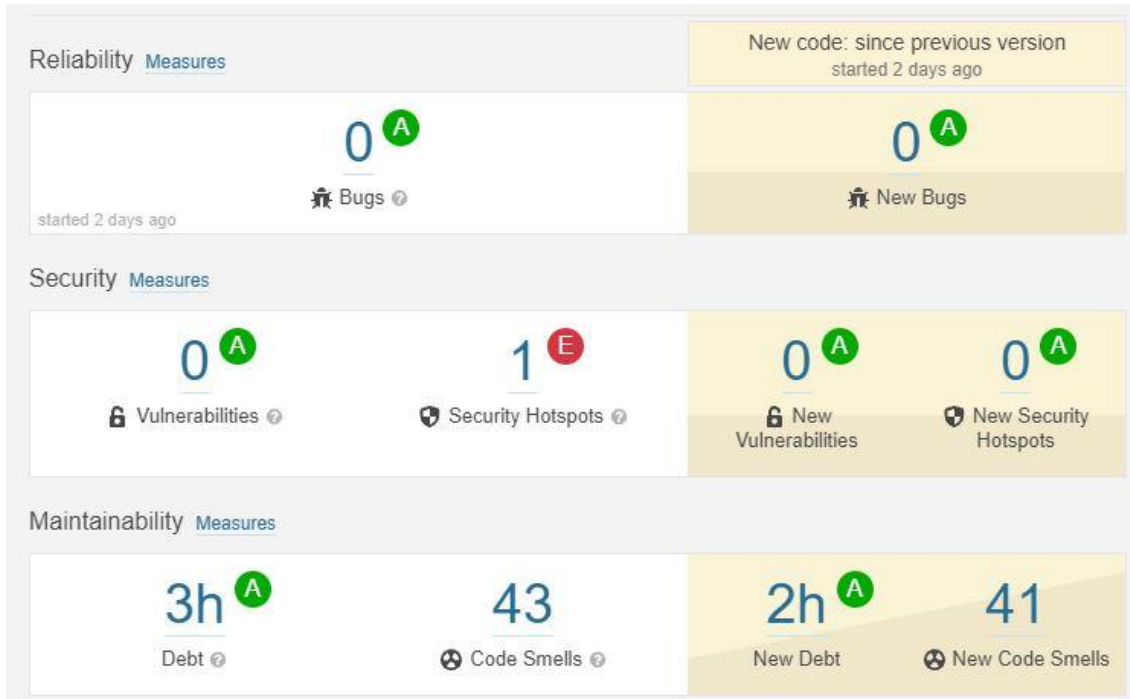 Reliability Measures
New code: since previous version
started 2 days ago
0 A
Bugs ?
started 2 days ago
0 A
New Bugs
Security Measures
0 A
Vulnerabilities ?
1 E
Security Hotspots ?
0 A
New
Vulnerabilities
0 A
New Security
Hotspots
Maintainability Measures
3h A
Debt ?
43
Code Smells ?
2h A
New Debt
41
New Code Smells